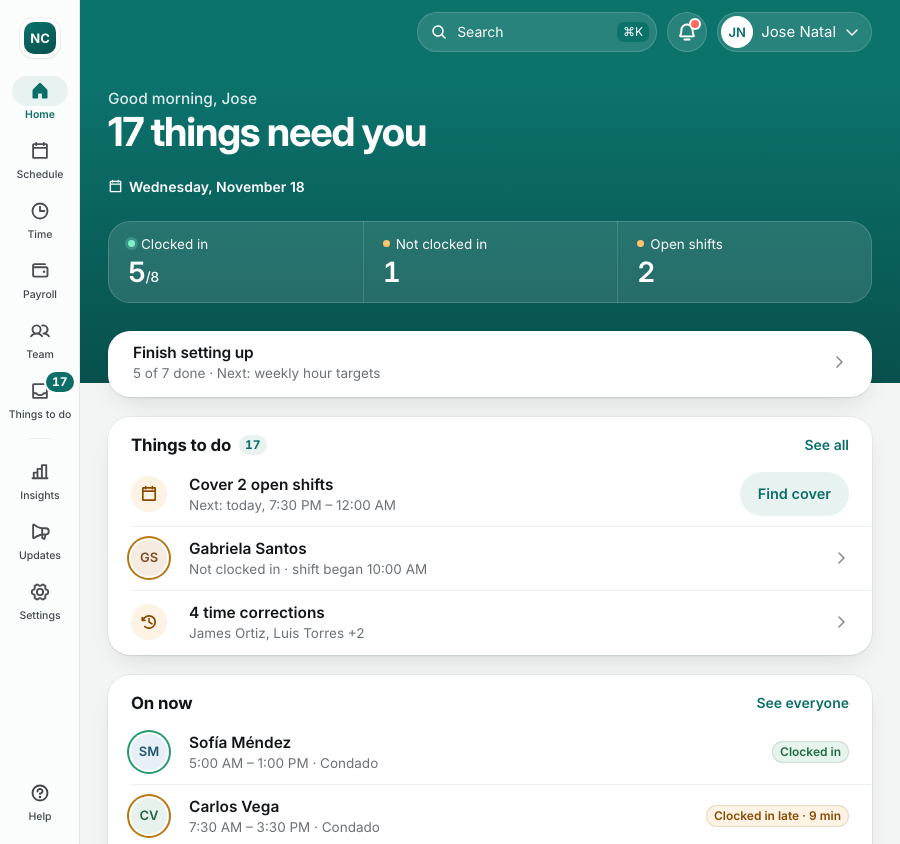 NC
Search
⌘K
JN
Jose Natal
Home
Schedule
Time
Payroll
Team
17
Things to do
Insights
Updates
Settings
Help
Good morning, Jose
17 things need you
Wednesday, November 18
Clocked in
5/8
Not clocked in
1
Open shifts
2
Finish setting up
5 of 7 done · Next: weekly hour targets
Things to do 17
See all
Cover 2 open shifts
Next: today, 7:30 PM – 12:00 AM
Find cover
GS
Gabriela Santos
Not clocked in · shift began 10:00 AM
4 time corrections
James Ortiz, Luis Torres +2
On now
See everyone
SM
Sofía Méndez
5:00 AM – 1:00 PM · Condado
Clocked in
CV
Carlos Vega
7:30 AM – 3:30 PM · Condado
Clocked in late · 9 min